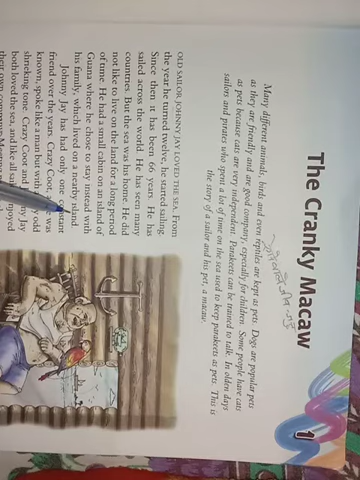 1
The Cranky Macaw
Many different animals, birds and even reptiles are kept as pets. Dogs are popular pets
as they are friendly and are good company, especially for children. Some people have cats
as pets because cats are very independent. Parakeets can be trained to talk. In olden days
sailors and pirates who spent a lot of time on the sea used to keep parakeets as pets. This is
the story of a sailor and his pet, a macaw.
OLD SAILOR JOHNNY JAY LOVED THE SEA. From
the year he turned twelve, he started sailing.
Since then it has been 66 years. He has
sailed across the world. He has seen many
countries. But the sea was his home. He did
not like to live on the land for a long period
of time. He had a small cabin on an island of
Guana where he chose to stay instead with
his family, which lived on a nearby island
Johnny Jay has had only one
friend over the years. Crazy Coot, was
known, spoke like a man but with odd
shrieking tone. Crazy Coot and Jay
both loved the sea, and like all enjoyed